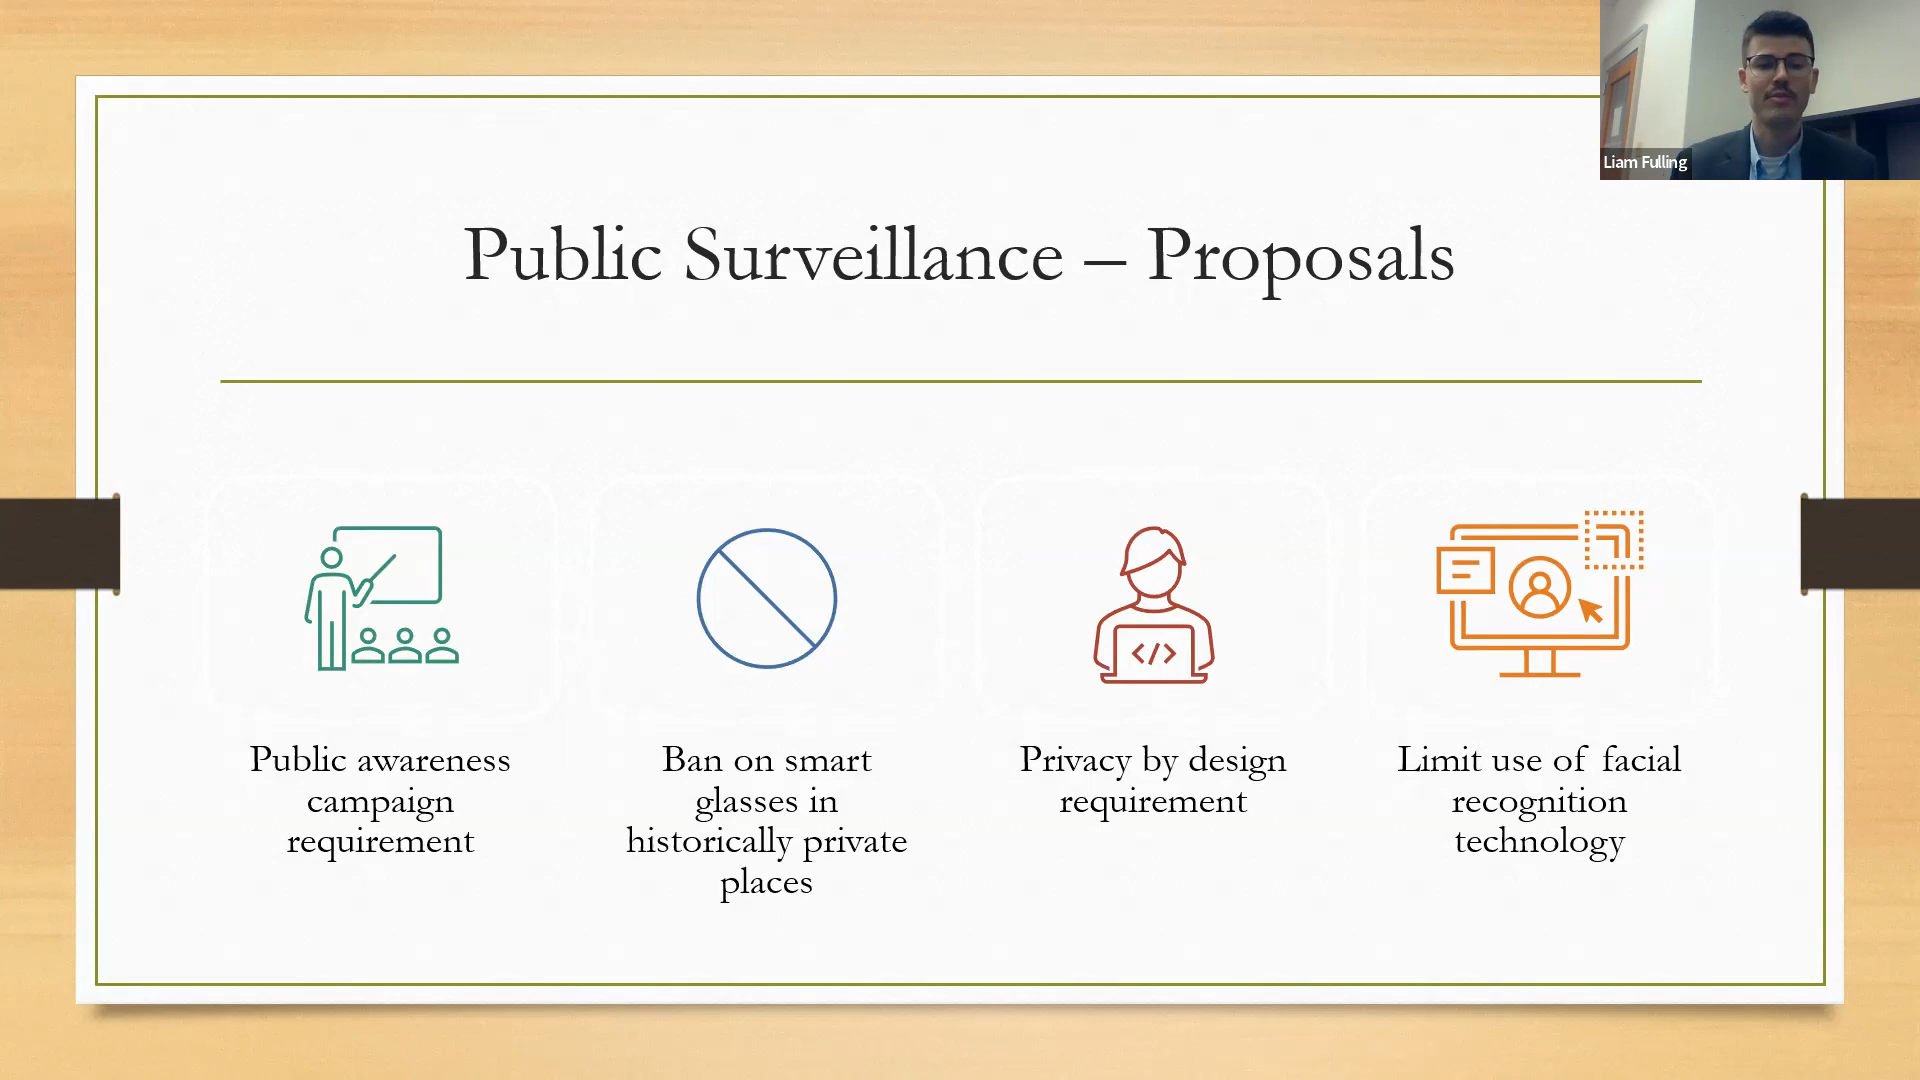 Liam Fulling
Public Surveillance – Proposals
</>
Public awareness
campaign
requirement
Ban on smart
glasses in
historically private
places
Privacy by design
requirement
Limit use of facial
recognition
technology